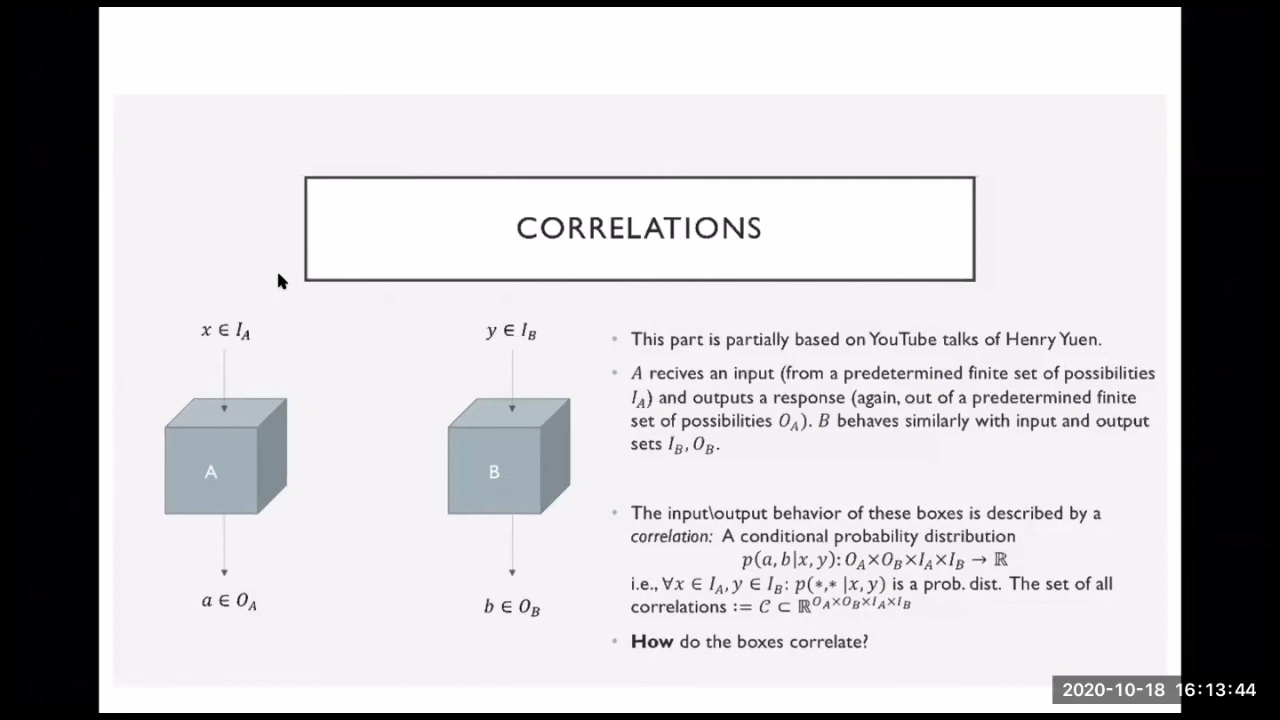 CORRELATIONS
x ∈ I_A
y ∈ I_B
A
B
a ∈ O_A
b ∈ O_B
• This part is partially based on YouTube talks of Henry Yuen.
• A recives an input (from a predetermined finite set of possibilities
I_A) and outputs a response (again, out of a predetermined finite
set of possibilities O_A). B behaves similarly with input and output
sets I_B, O_B.
• The input\output behavior of these boxes is described by a
correlation: A conditional probability distribution
p(a, b|x, y): O_A×O_B×I_A×I_B → ℝ
i.e., ∀x ∈ I_A, y ∈ I_B: p(*,* |x, y) is a prob. dist. The set of all
correlations := 𝒞 ⊂ ℝ^{O_A×O_B×I_A×I_B}
• How do the boxes correlate?
2020-10-18 16:13:44